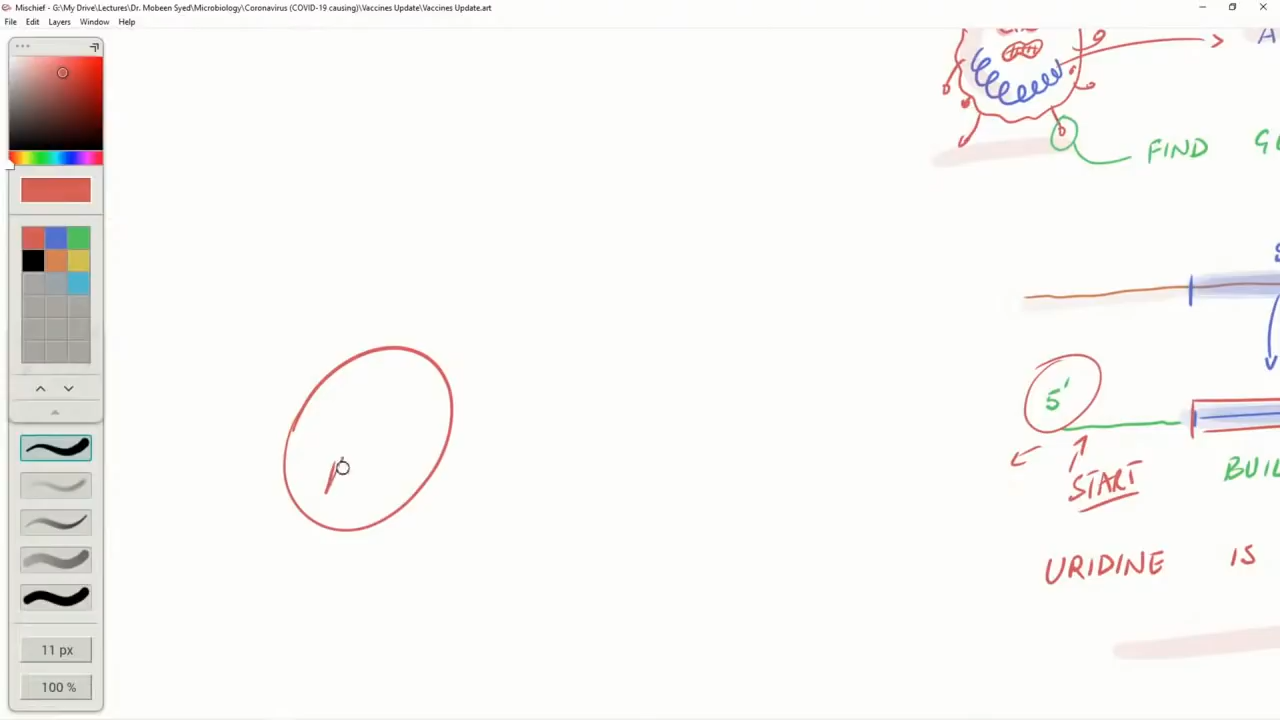 Mischief - G:\My Drive\Lectures\Dr. Mobeen Syed\Microbiology\Coronavirus (COVID-19 causing)\Vaccines Update\Vaccines Update.art
File Edit Layers Window Help
A
FIND
5'
START
BUIL
URIDINE IS
11 px
100 %